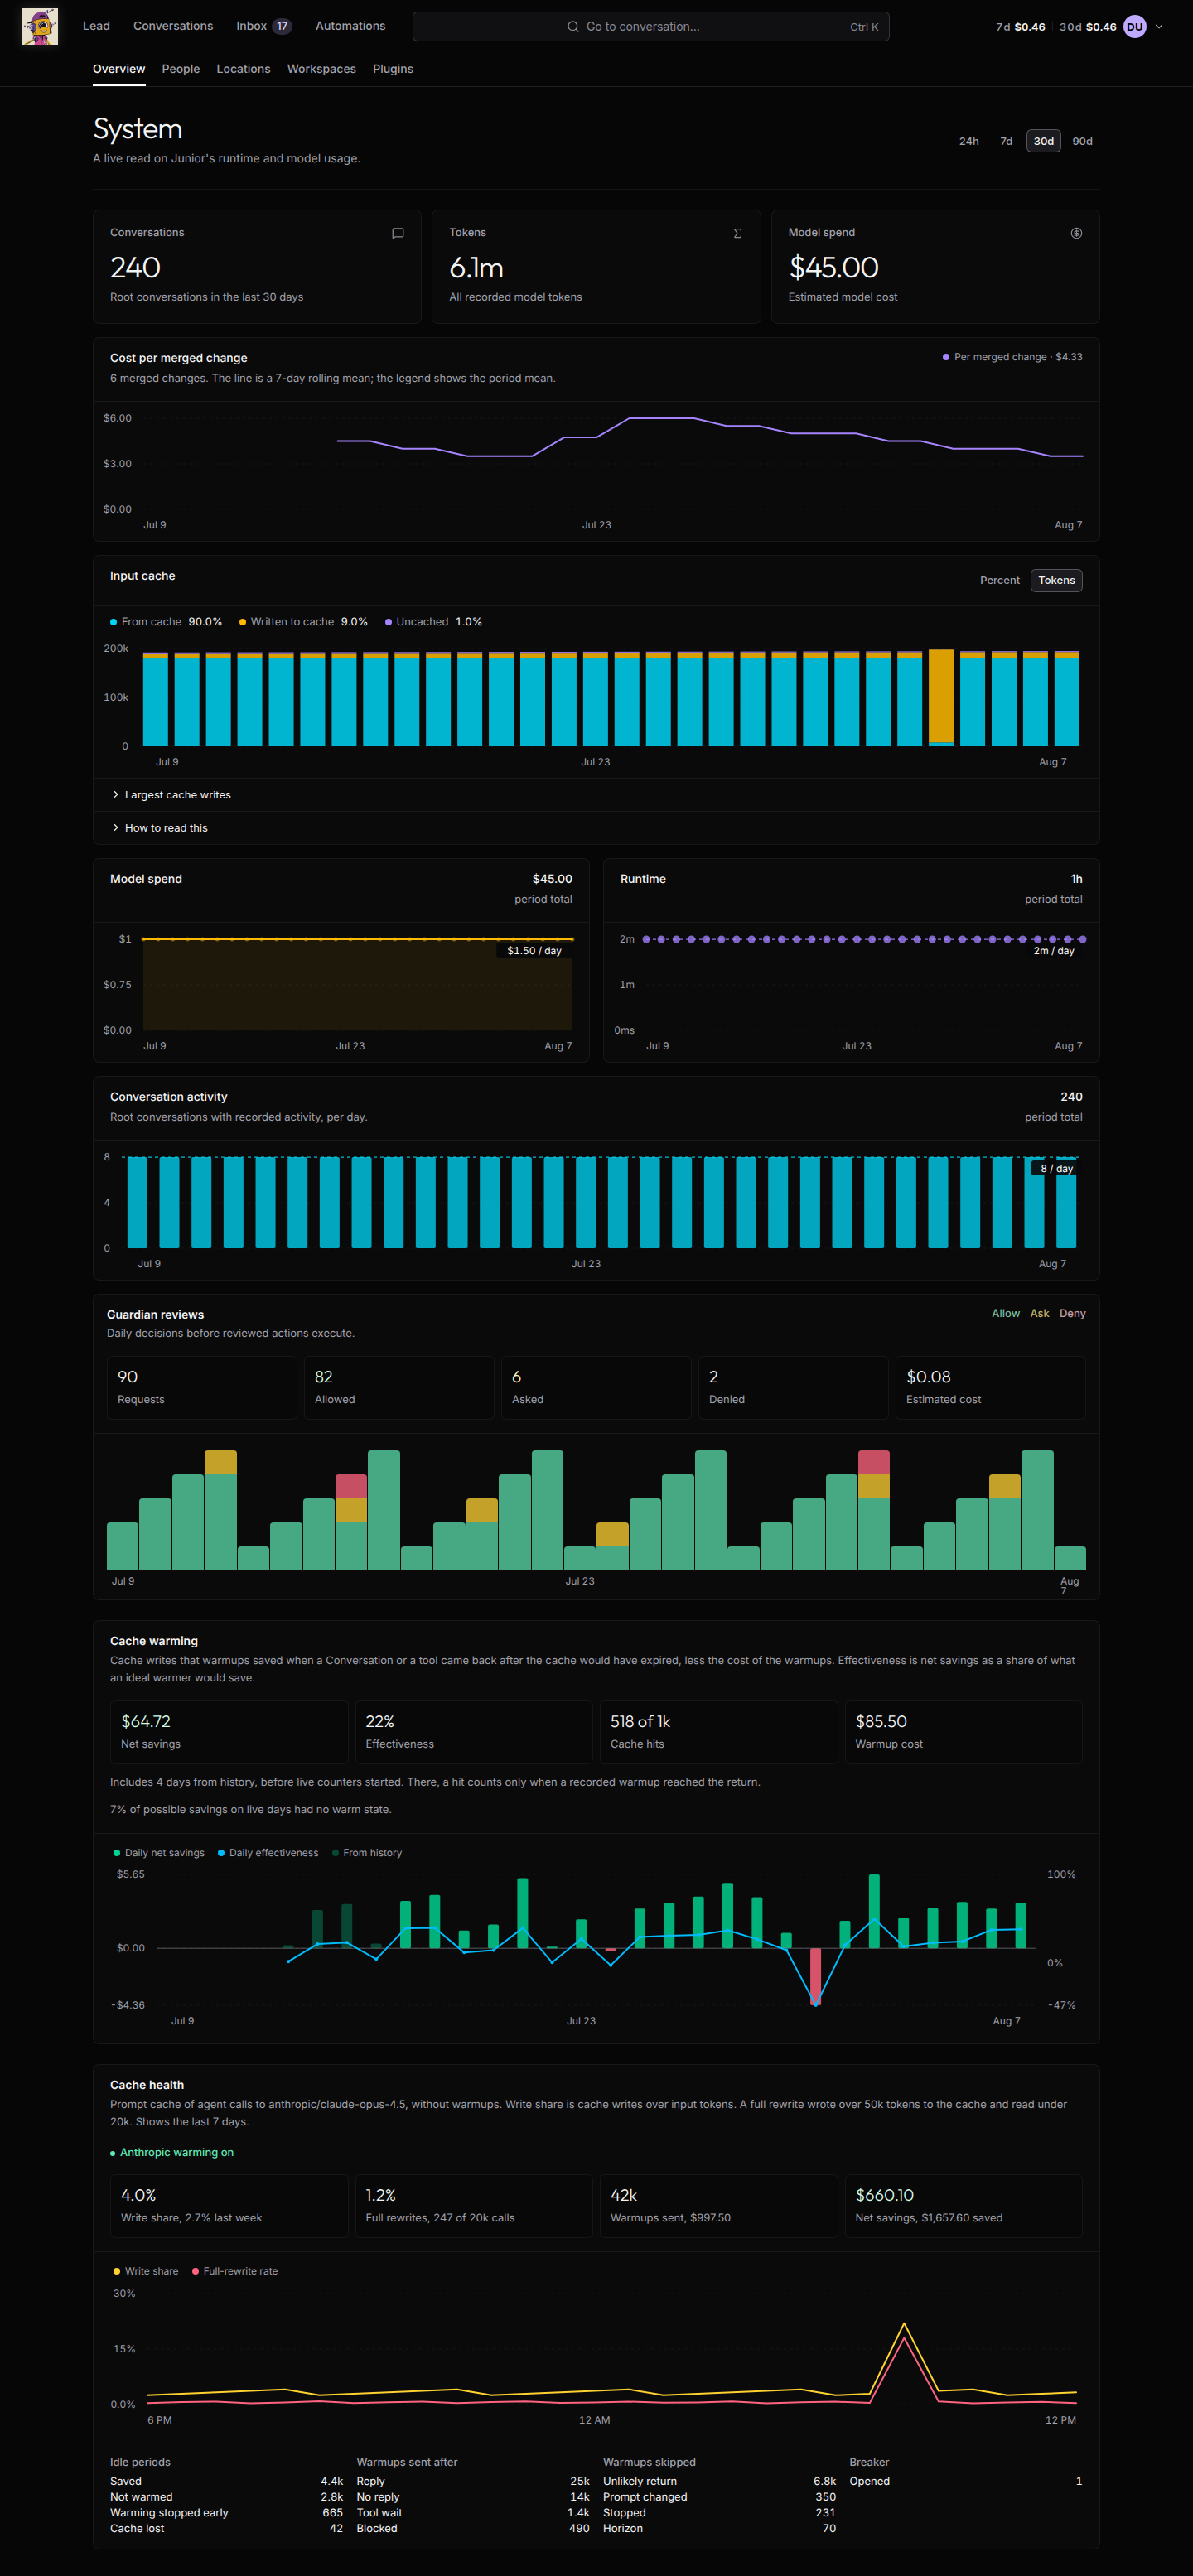 Lead Conversations Inbox 17 Automations Go to conversation... Ctrl K 7d $0.46 30d $0.46 DU
Overview People Locations Workspaces Plugins
System
A live read on Junior's runtime and model usage.
24h 7d 30d 90d
Conversations
240
Root conversations in the last 30 days
Tokens
6.1m
All recorded model tokens
Model spend
$45.00
Estimated model cost
Cost per merged change
Per merged change · $4.33
6 merged changes. The line is a 7-day rolling mean; the legend shows the period mean.
$6.00
$3.00
$0.00
Jul 9 Jul 23 Aug 7
Input cache
Percent Tokens
From cache 90.0% Written to cache 9.0% Uncached 1.0%
200k
100k
0
Jul 9 Jul 23 Aug 7
Largest cache writes
How to read this
Model spend $45.00
period total
$1
$1.50 / day
$0.75
$0.00
Jul 9 Jul 23 Aug 7
Runtime 1h
period total
2m
2m / day
1m
0ms
Jul 9 Jul 23 Aug 7
Conversation activity 240
Root conversations with recorded activity, per day. period total
8
8 / day
4
0
Jul 9 Jul 23 Aug 7
Guardian reviews Allow Ask Deny
Daily decisions before reviewed actions execute.
90
Requests
82
Allowed
6
Asked
2
Denied
$0.08
Estimated cost
Jul 9 Jul 23 Aug
7
Cache warming
Cache writes that warmups saved when a Conversation or a tool came back after the cache would have expired, less the cost of the warmups. Effectiveness is net savings as a share of what
an ideal warmer would save.
$64.72
Net savings
22%
Effectiveness
518 of 1k
Cache hits
$85.50
Warmup cost
Includes 4 days from history, before live counters started. There, a hit counts only when a recorded warmup reached the return.
7% of possible savings on live days had no warm state.
Daily net savings Daily effectiveness From history
$5.65 100%
$0.00
0%
-$4.36 -47%
Jul 9 Jul 23 Aug 7
Cache health
Prompt cache of agent calls to anthropic/claude-opus-4.5, without warmups. Write share is cache writes over input tokens. A full rewrite wrote over 50k tokens to the cache and read under
20k. Shows the last 7 days.
Anthropic warming on
4.0%
Write share, 2.7% last week
1.2%
Full rewrites, 247 of 20k calls
42k
Warmups sent, $997.50
$660.10
Net savings, $1,657.60 saved
Write share Full-rewrite rate
30%
15%
0.0%
6 PM 12 AM 12 PM
Idle periods Warmups sent after Warmups skipped Breaker
Saved 4.4k Reply 25k Unlikely return 6.8k Opened 1
Not warmed 2.8k No reply 14k Prompt changed 350
Warming stopped early 665 Tool wait 1.4k Stopped 231
Cache lost 42 Blocked 490 Horizon 70